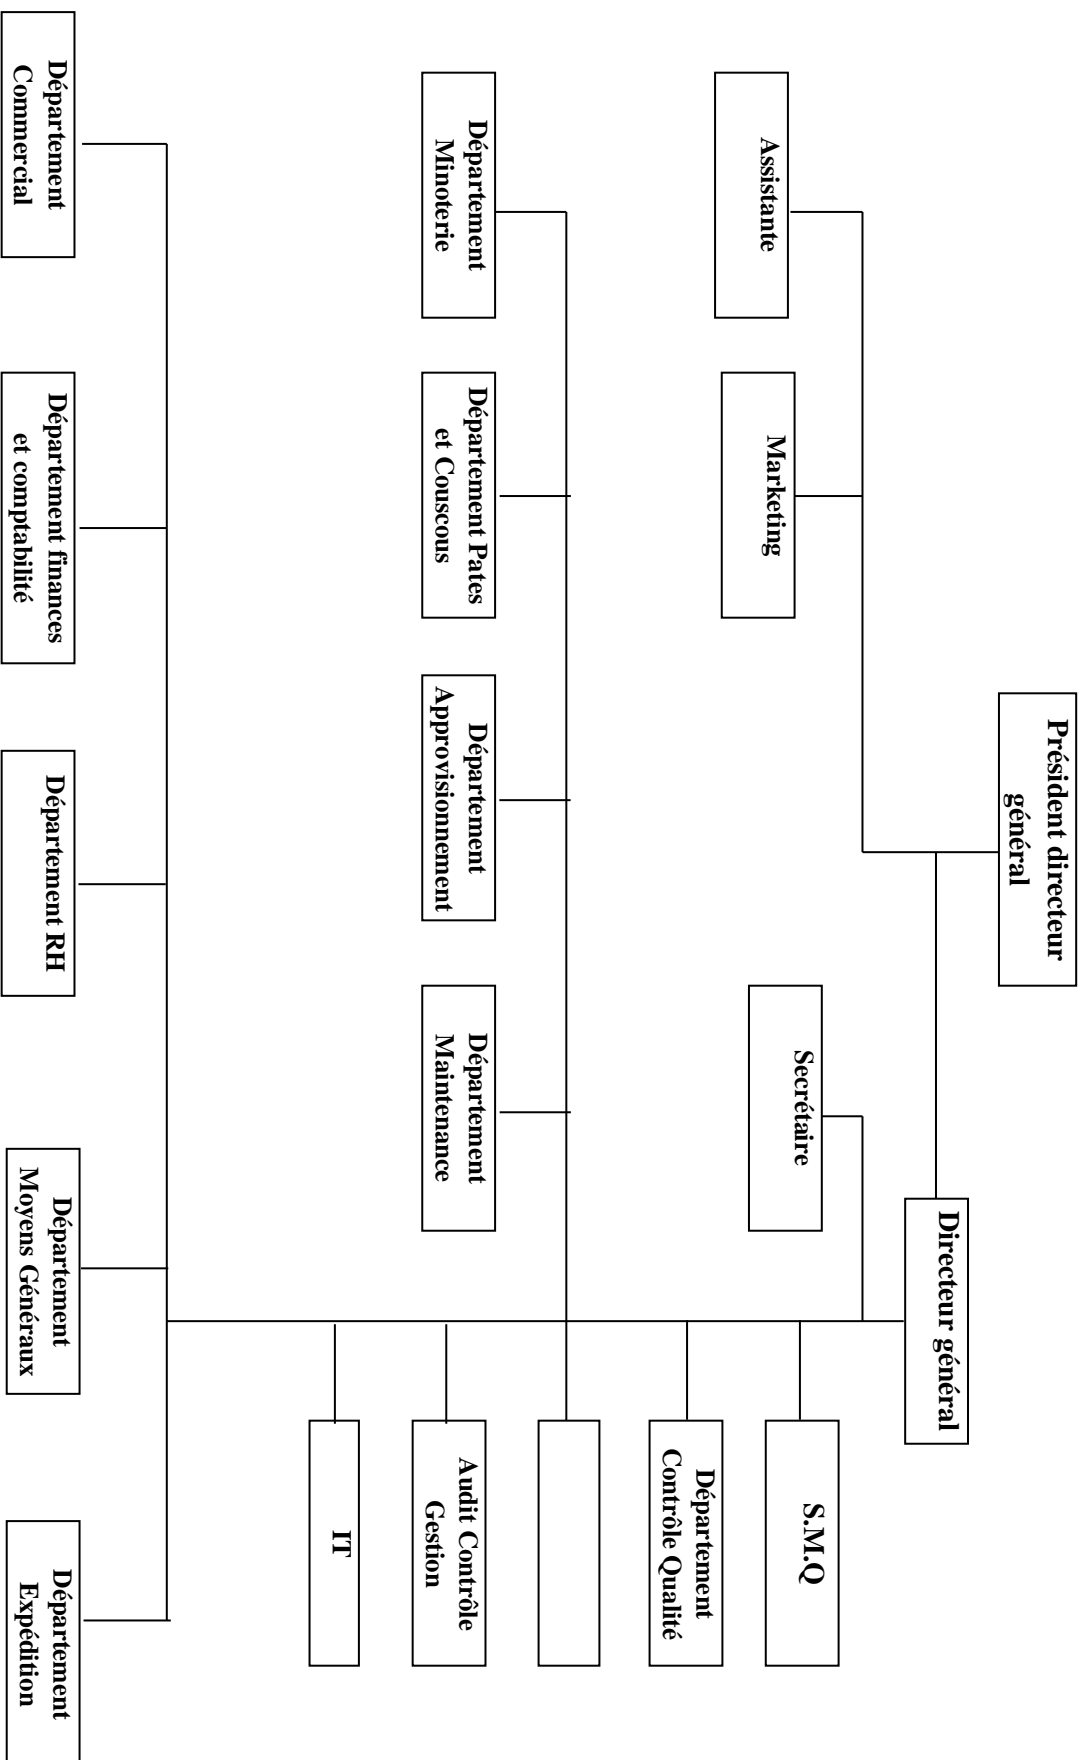 Président directeur
général
Directeur général
Assistante
Marketing
Secrétaire
S.M.Q
Département
Contrôle Qualité
Département
Minoterie
Département Pates
et Couscous
Département
Approvisionnement
Département
Maintenance
Audit Contrôle
Gestion
IT
Département
Commercial
Département finances
et comptabilité
Département RH
Département
Moyens Généraux
Département
Expédition